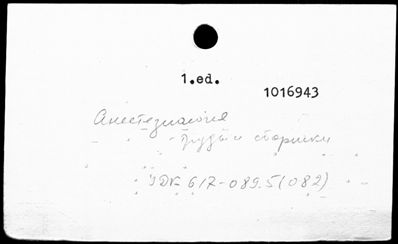 1.ed.
1016943
Анестезиология
- Труды и сборники
УДК 617-089.5(082)